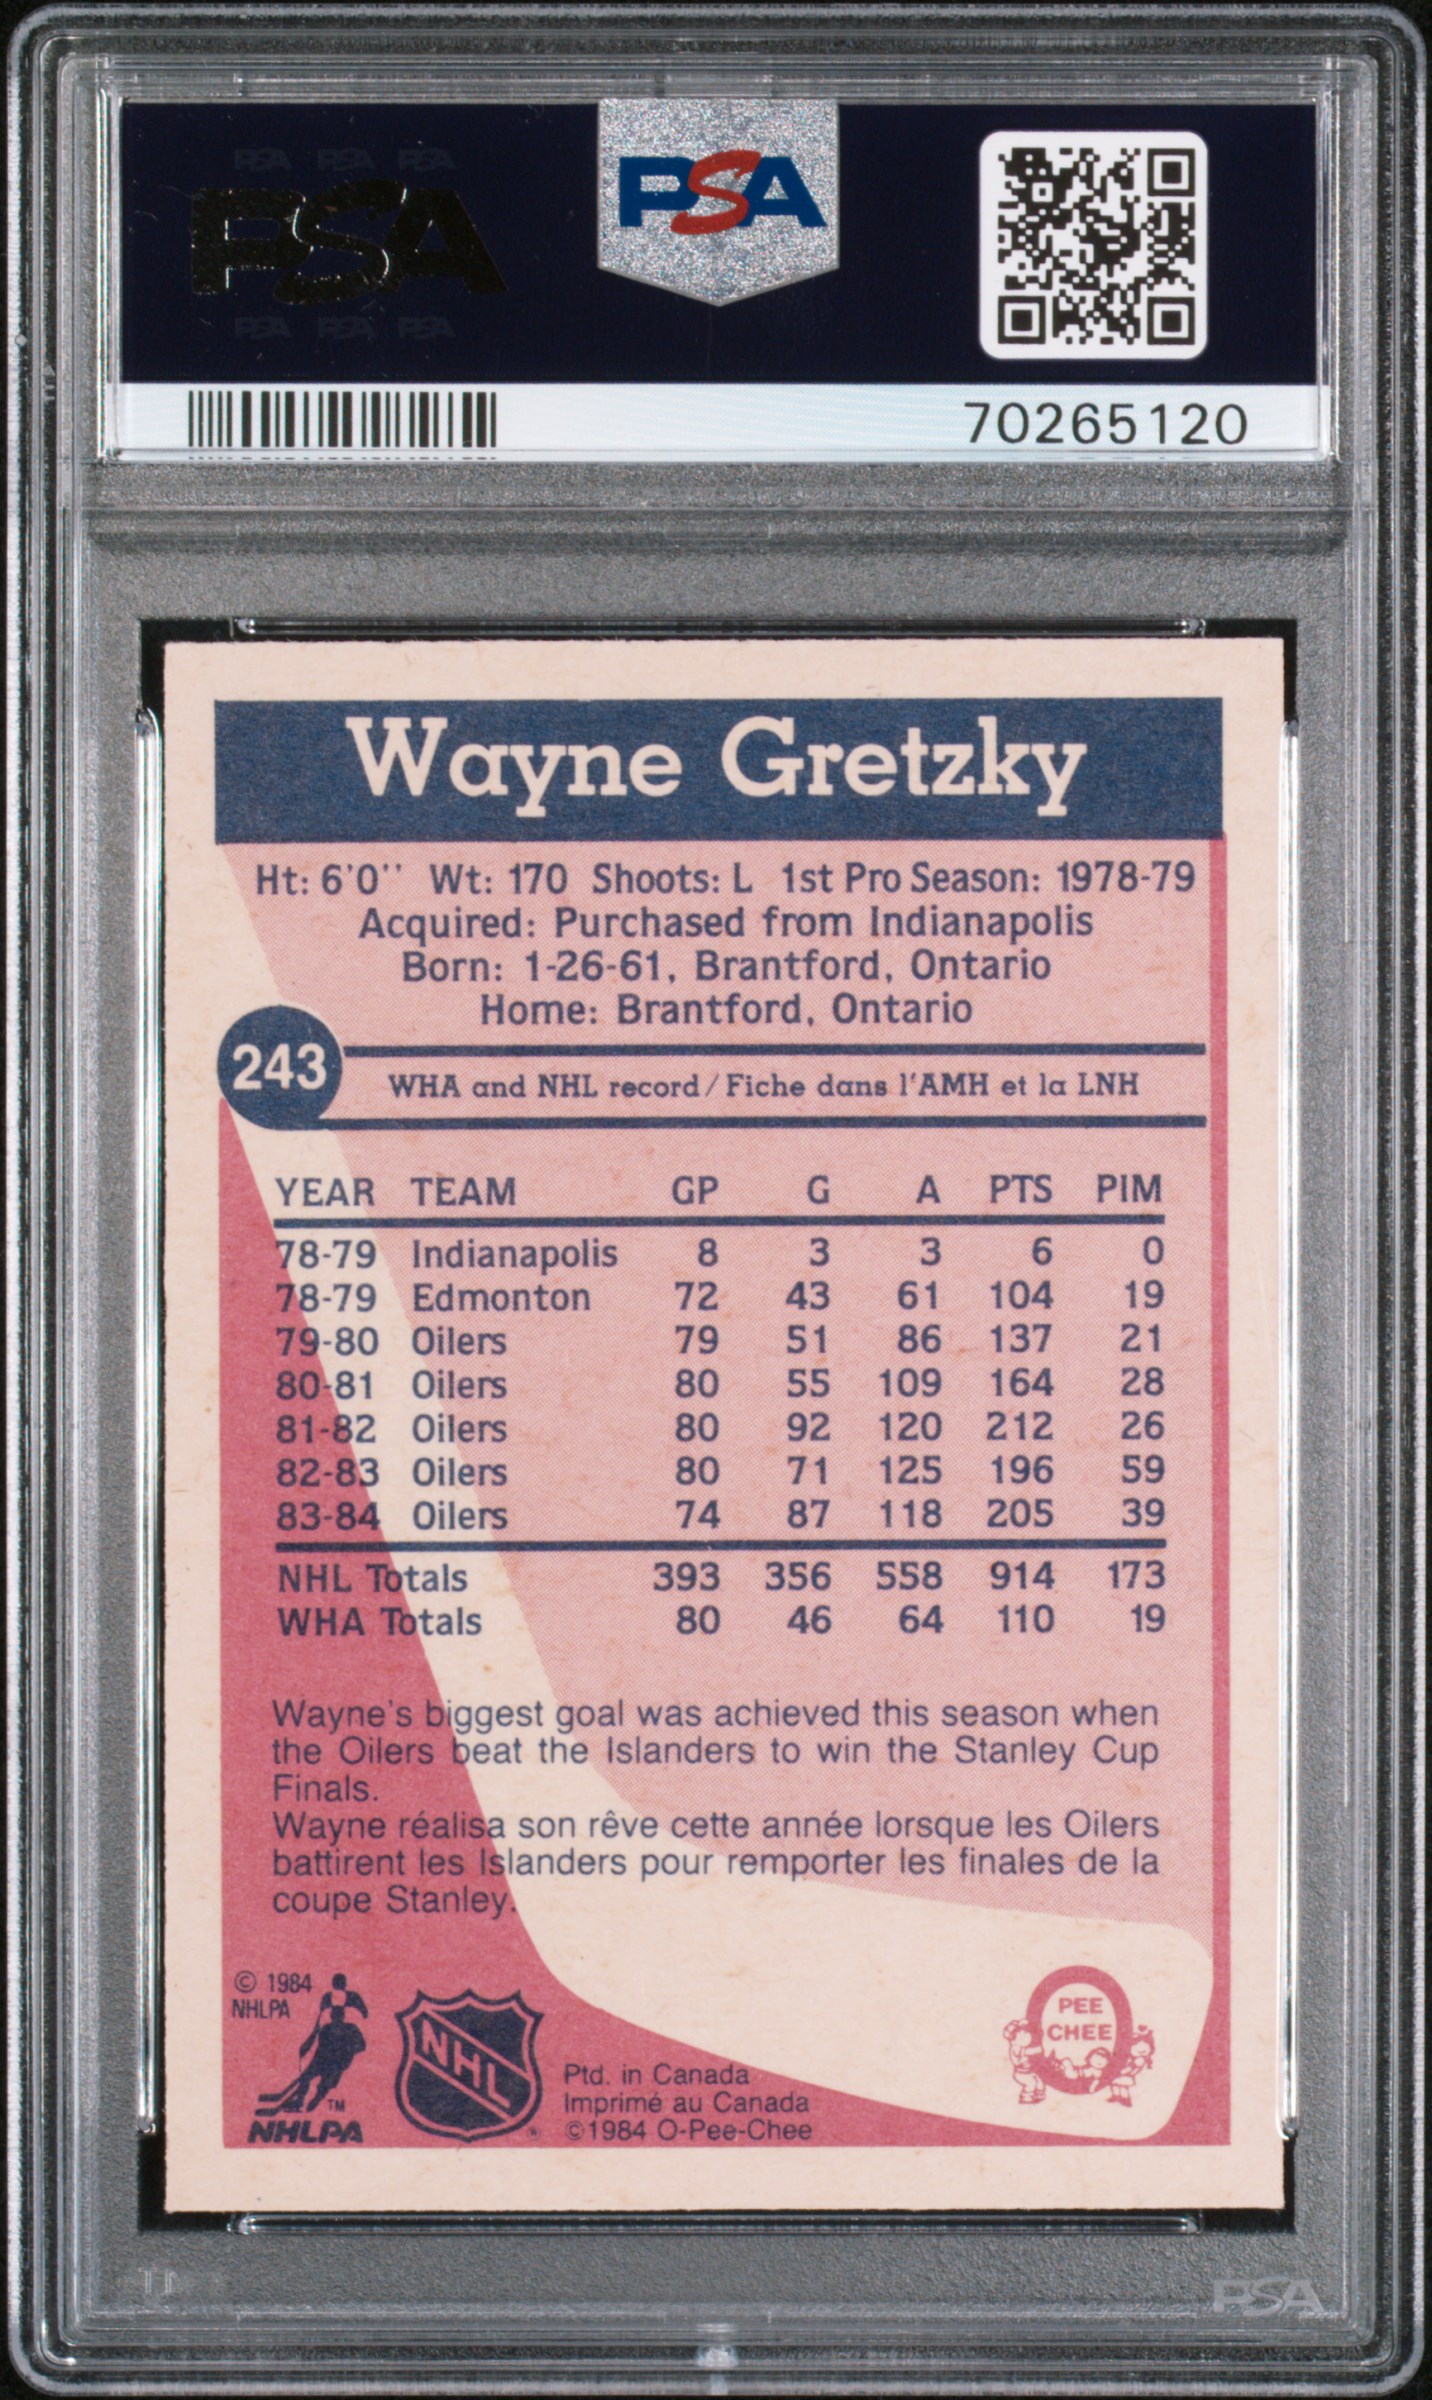 PSA PSA PSA
PSA
PSA PSA PSA
PSA
70265120
Wayne Gretzky
Ht: 6'0'' Wt: 170 Shoots: L 1st Pro Season: 1978-79
Acquired: Purchased from Indianapolis
Born: 1-26-61, Brantford, Ontario
Home: Brantford, Ontario
243
WHA and NHL record/Fiche dans l'AMH et la LNH
YEAR TEAM GP G A PTS PIM
78-79 Indianapolis 8 3 3 6 0
78-79 Edmonton 72 43 61 104 19
79-80 Oilers 79 51 86 137 21
80-81 Oilers 80 55 109 164 28
81-82 Oilers 80 92 120 212 26
82-83 Oilers 80 71 125 196 59
83-84 Oilers 74 87 118 205 39
NHL Totals 393 356 558 914 173
WHA Totals 80 46 64 110 19
Wayne's biggest goal was achieved this season when
the Oilers beat the Islanders to win the Stanley Cup
Finals.
Wayne réalisa son rêve cette année lorsque les Oilers
battirent les Islanders pour remporter les finales de la
coupe Stanley.
© 1984
NHLPA
TM
NHLPA
NHL
®
Ptd. in Canada
Imprimé au Canada
©1984 O-Pee-Chee
PEE
CHEE
PSA